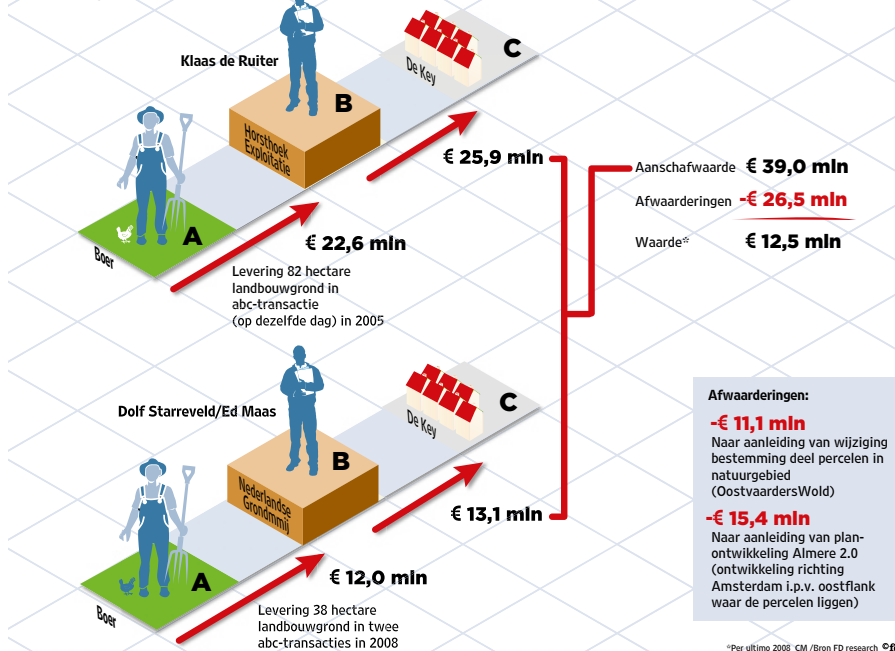 Klaas de Ruiter
Boer
A
Horsthoek
Exploitatie
B
De Key
C
€ 22,6 mln
Levering 82 hectare
landbouwgrond in
abc-transactie
(op dezelfde dag) in 2005
€ 25,9 mln
Aanschafwaarde € 39,0 mln
Afwaarderingen -€ 26,5 mln
Waarde* € 12,5 mln
Dolf Starreveld/Ed Maas
Boer
A
Nederlandse
Grondmmij
B
De Key
C
€ 12,0 mln
Levering 38 hectare
landbouwgrond in twee
abc-transacties in 2008
€ 13,1 mln
Afwaarderingen:
-€ 11,1 mln
Naar aanleiding van wijziging
bestemming deel percelen in
natuurgebied
(OostvaardersWold)
-€ 15,4 mln
Naar aanleiding van plan-
ontwikkeling Almere 2.0
(ontwikkeling richting
Amsterdam i.p.v. oostflank
waar de percelen liggen)
*Per ultimo 2008 CM /Bron FD research ©